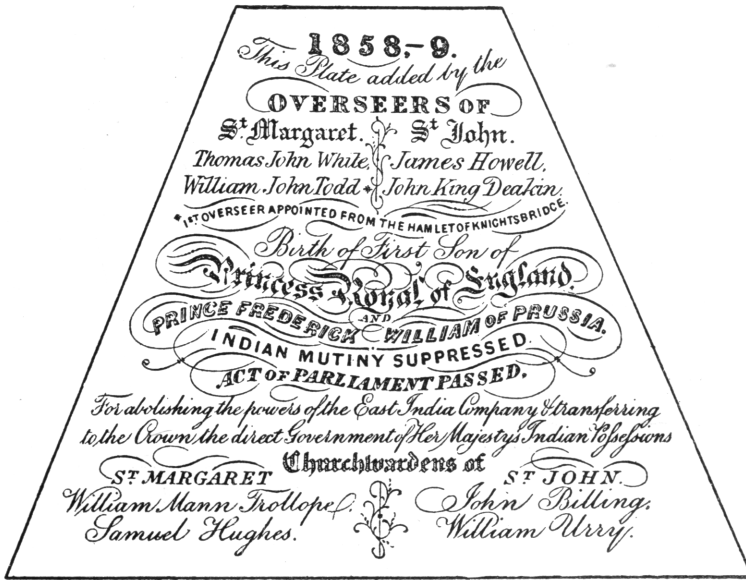 1858,-9.
This Plate added by the
OVERSEERS OF
St. Margaret. St. John.
Thomas John White. James Howell.
William John Todd * John King Deakin.
* 1ST OVERSEER APPOINTED FROM THE HAMLET OF KNIGHTSBRIDGE.
Birth of First Son of
Princess Royal of England.
AND
PRINCE FREDERICK WILLIAM OF PRUSSIA.
INDIAN MUTINY SUPPRESSED.
ACT OF PARLIAMENT PASSED.
For abolishing the powers of the East India Company & transferring
to the Crown, the direct Government of Her Majestys Indian Possessions
Churchwardens of
ST. MARGARET ST. JOHN.
William Mann Trollope. John Billing.
Samuel Hughes. William Urry.